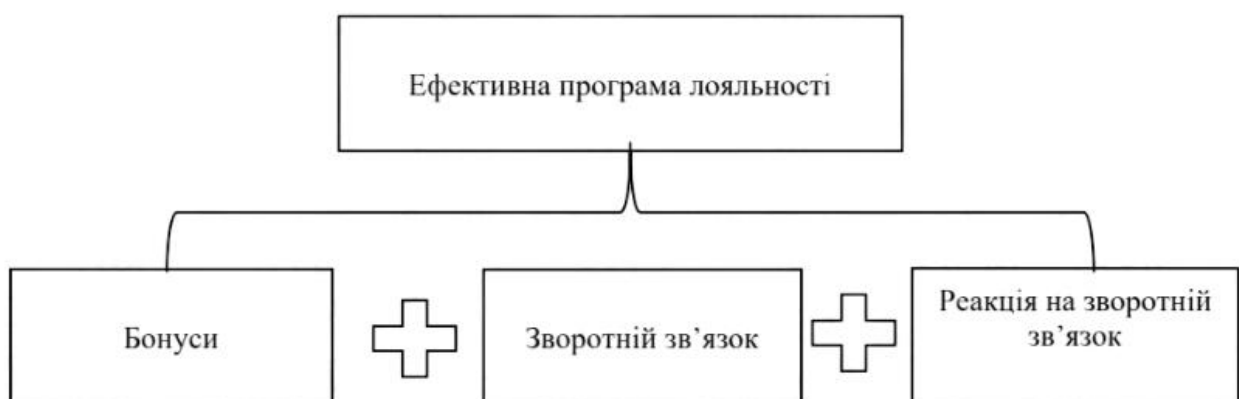 Ефективна програма лояльності
Бонуси
Зворотній зв’язок
Реакція на зворотній
зв’язок